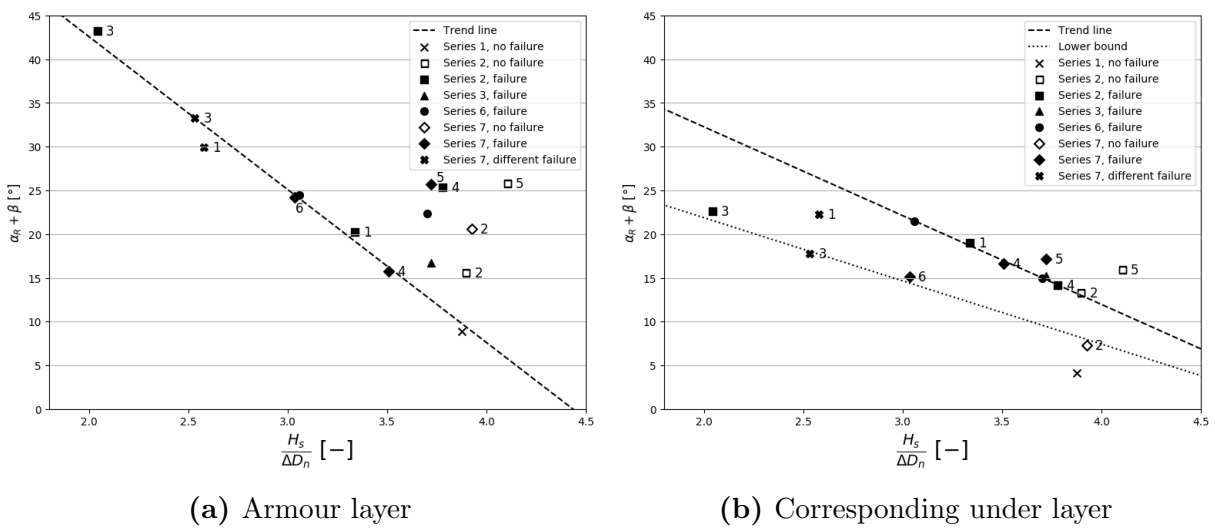 45
40
35
30
25
20
15
10
5
0
α_R + β [°]
2.0 2.5 3.0 3.5 4.0 4.5
H_s / ΔD_n [−]
Trend line
Series 1, no failure
Series 2, no failure
Series 2, failure
Series 3, failure
Series 6, failure
Series 7, no failure
Series 7, failure
Series 7, different failure
3
3
1
5
4
5
6
2
1
4
2
(a) Armour layer
45
40
35
30
25
20
15
10
5
0
α_R + β [°]
2.0 2.5 3.0 3.5 4.0 4.5
H_s / ΔD_n [−]
Trend line
Lower bound
Series 1, no failure
Series 2, no failure
Series 2, failure
Series 3, failure
Series 6, failure
Series 7, no failure
Series 7, failure
Series 7, different failure
3
1
1
3
5
4
5
6
4
2
2
(b) Corresponding under layer